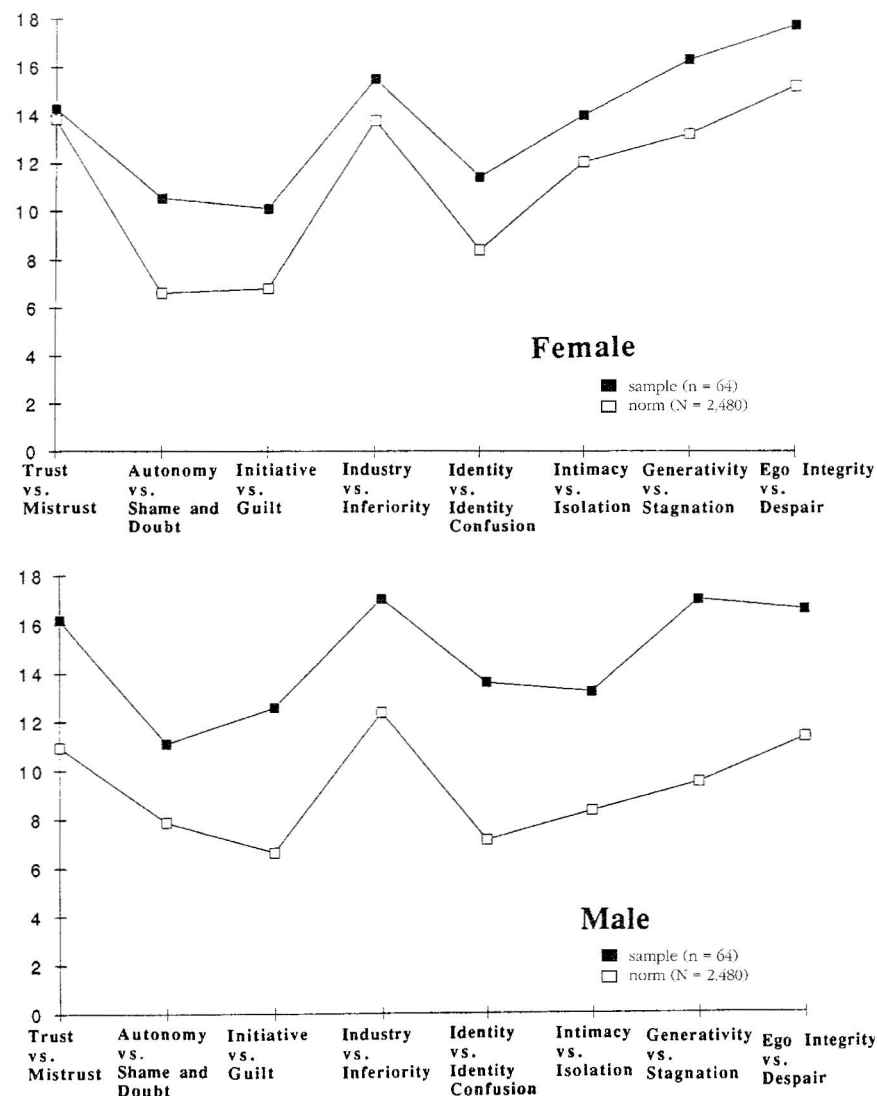 18
16
14
12
10
8
6
4
2
0
Female
sample (n = 64)
norm (N = 2,480)
Trust
vs.
Mistrust
Autonomy
vs.
Shame and
Doubt
Initiative
vs.
Guilt
Industry
vs.
Inferiority
Identity
vs.
Identity
Confusion
Intimacy
vs.
Isolation
Generativity
vs.
Stagnation
Ego Integrity
vs.
Despair
18
16
14
12
10
8
6
4
2
0
Male
sample (n = 64)
norm (N = 2,480)
Trust
vs.
Mistrust
Autonomy
vs.
Shame and
Doubt
Initiative
vs.
Guilt
Industry
vs.
Inferiority
Identity
vs.
Identity
Confusion
Intimacy
vs.
Isolation
Generativity
vs.
Stagnation
Ego Integrity
vs.
Despair